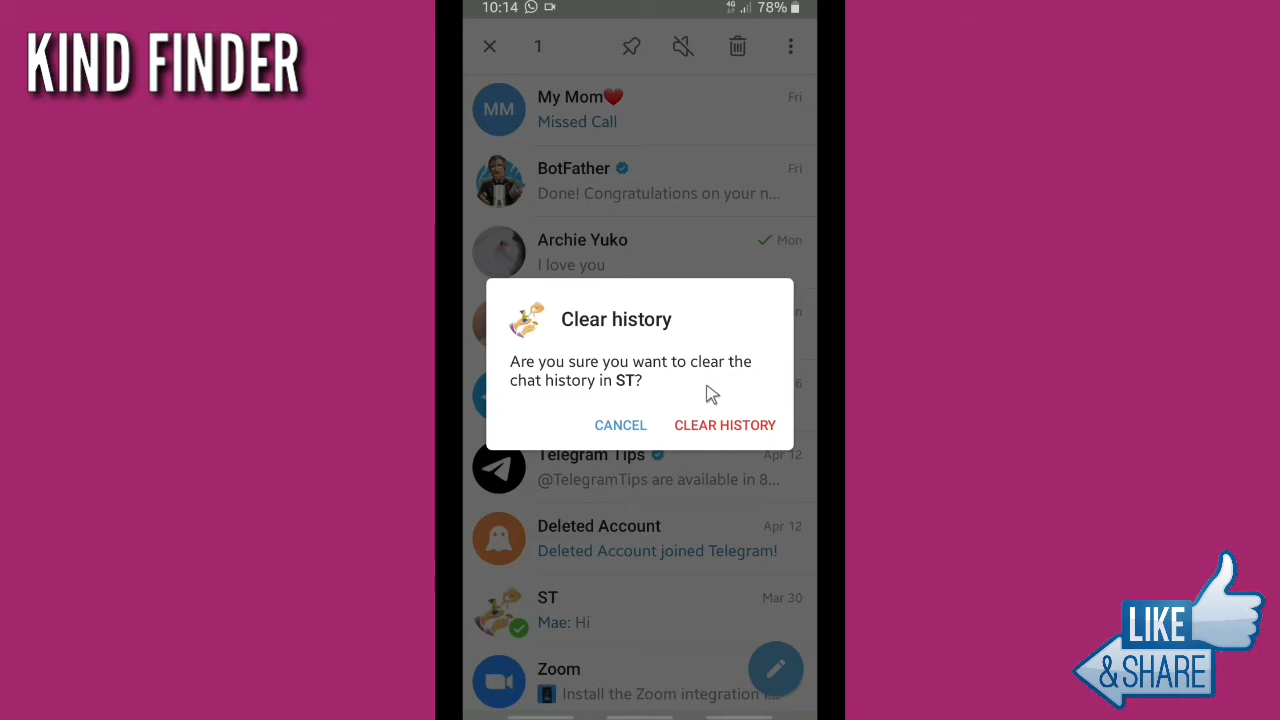 KIND FINDER
10:14
4G
78%
1
MM
My Mom❤️
Fri
Missed Call
BotFather
Fri
Done! Congratulations on your n...
Archie Yuko
Mon
I love you
Clear history
Are you sure you want to clear the
chat history in ST?
CANCEL
CLEAR HISTORY
6
Telegram Tips
Apr 12
@TelegramTips are available in 8...
Deleted Account
Apr 12
Deleted Account joined Telegram!
ST
Mar 30
Mae: Hi
Zoom
Install the Zoom integration
LIKE
& SHARE